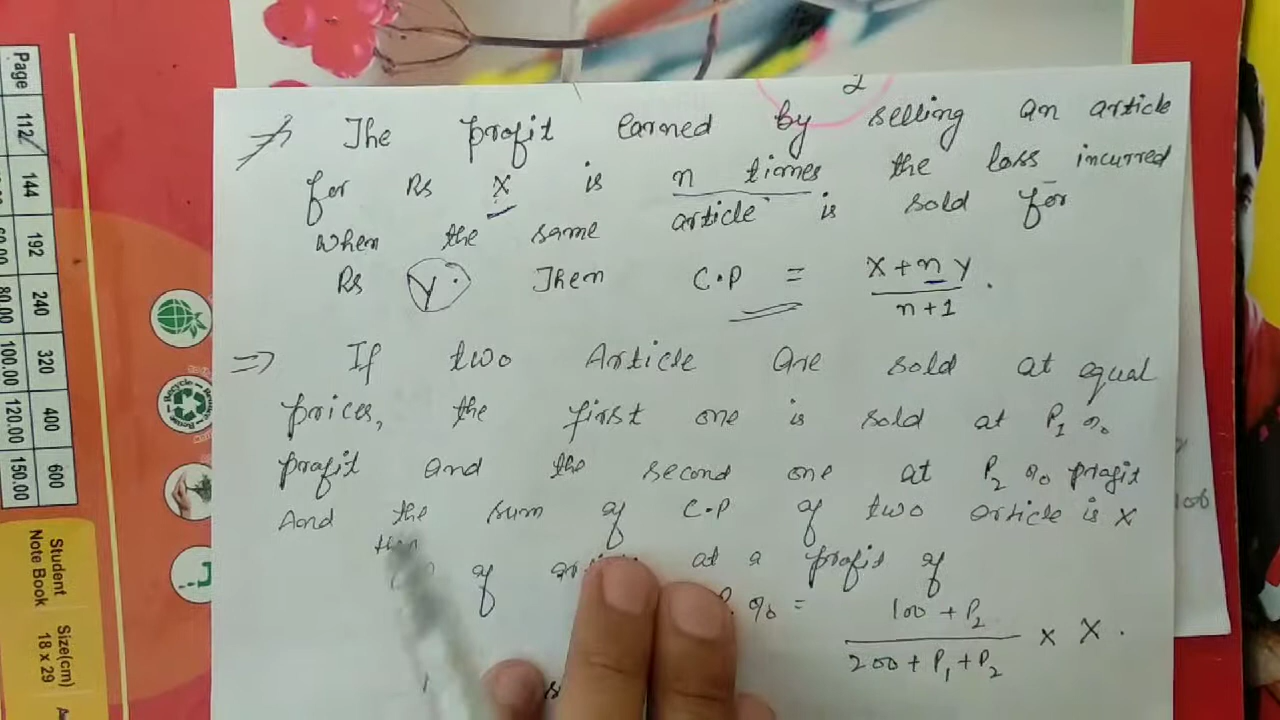 2
The profit earned by selling an article
for Rs X is n times the loss incurred
when the same article is sold for
Rs Y. Then C.P = X + n Y / n + 1 .
=> If two Article are sold at equal
prices, the first one is sold at P1 %
profit and the second one at P2 % profit
And the sum of C.P of two article is X
then
of at a profit of
% = 100 + P2 / 200 + P1 + P2 x X .
Page 112 144 192 240 320 400 600
80.00 100.00 120.00 150.00
Student
Note Book
Size(cm)
18 x 29